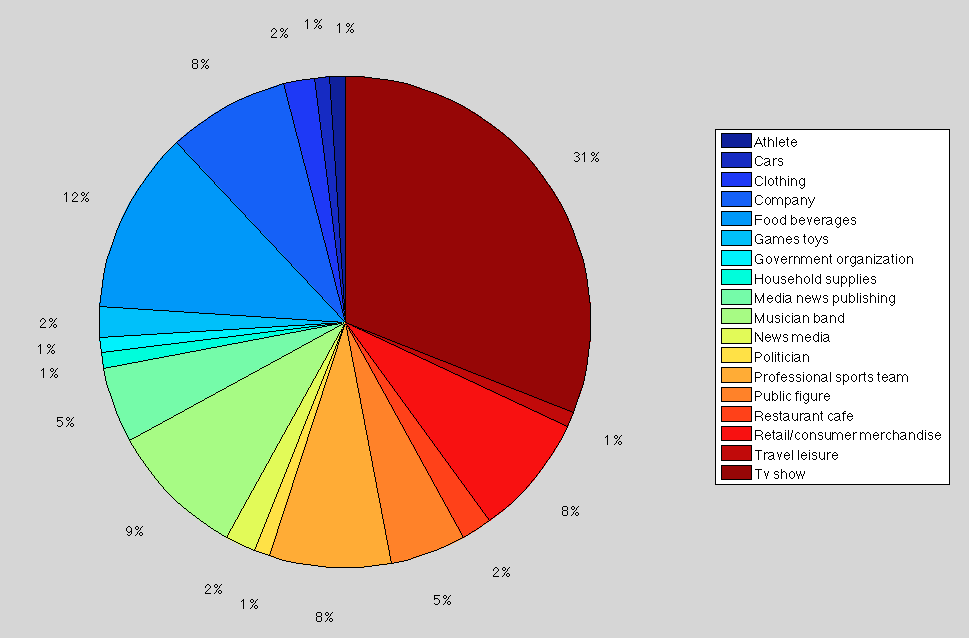 1%
1%
2%
8%
12%
2%
1%
1%
5%
9%
2%
1%
8%
5%
2%
8%
1%
31%
Athlete
Cars
Clothing
Company
Food beverages
Games toys
Government organization
Household supplies
Media news publishing
Musician band
News media
Politician
Professional sports team
Public figure
Restaurant cafe
Retail/consumer merchandise
Travel leisure
Tv show